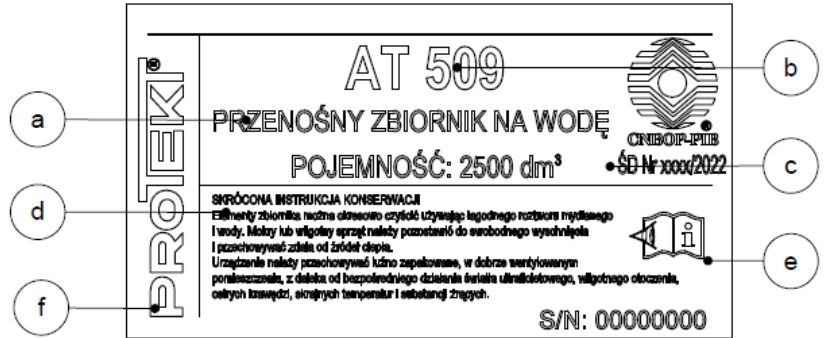 AT 509
b
PROTEKT®
a
PRZENOŚNY ZBIORNIK NA WODĘ
CNBOP-PIB ®
POJEMNOŚĆ: 2500 dm³
ŚD Nr xxxx/2022
c
SKRÓCONA INSTRUKCJA KONSERWACJI
d
Elementy zbiornika można okresowo czyścić używając łagodnego roztworu mydlanego
i wody. Mokry lub wilgotny sprzęt należy pozostawić do swobodnego wyschnięcia
i przechowywać zdala od źródeł ciepła.
Urządzenie należy przechowywać luźno zapakowane, w dobrze wentylowanym
pomieszczeniu, z daleka od bezpośredniego działania światła ultrafioletowego, wilgotnego otoczenia,
ostrych krawędzi, skrajnych temperatur i substancji żrących.
i
e
f
S/N: 00000000